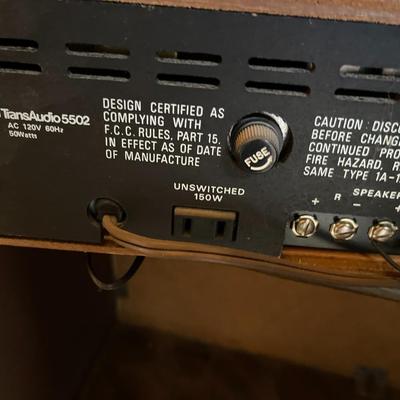 TransAudio 5502
AC 120V 60Hz
50Watts
DESIGN CERTIFIED AS
COMPLYING WITH
F.C.C. RULES, PART 15,
IN EFFECT AS OF DATE
OF MANUFACTURE
FUSE
CAUTION: DISC
BEFORE CHANG
CONTINUED PRO
FIRE HAZARD, R
SAME TYPE 1A-1
UNSWITCHED
150W
R SPEAKER
+ − +